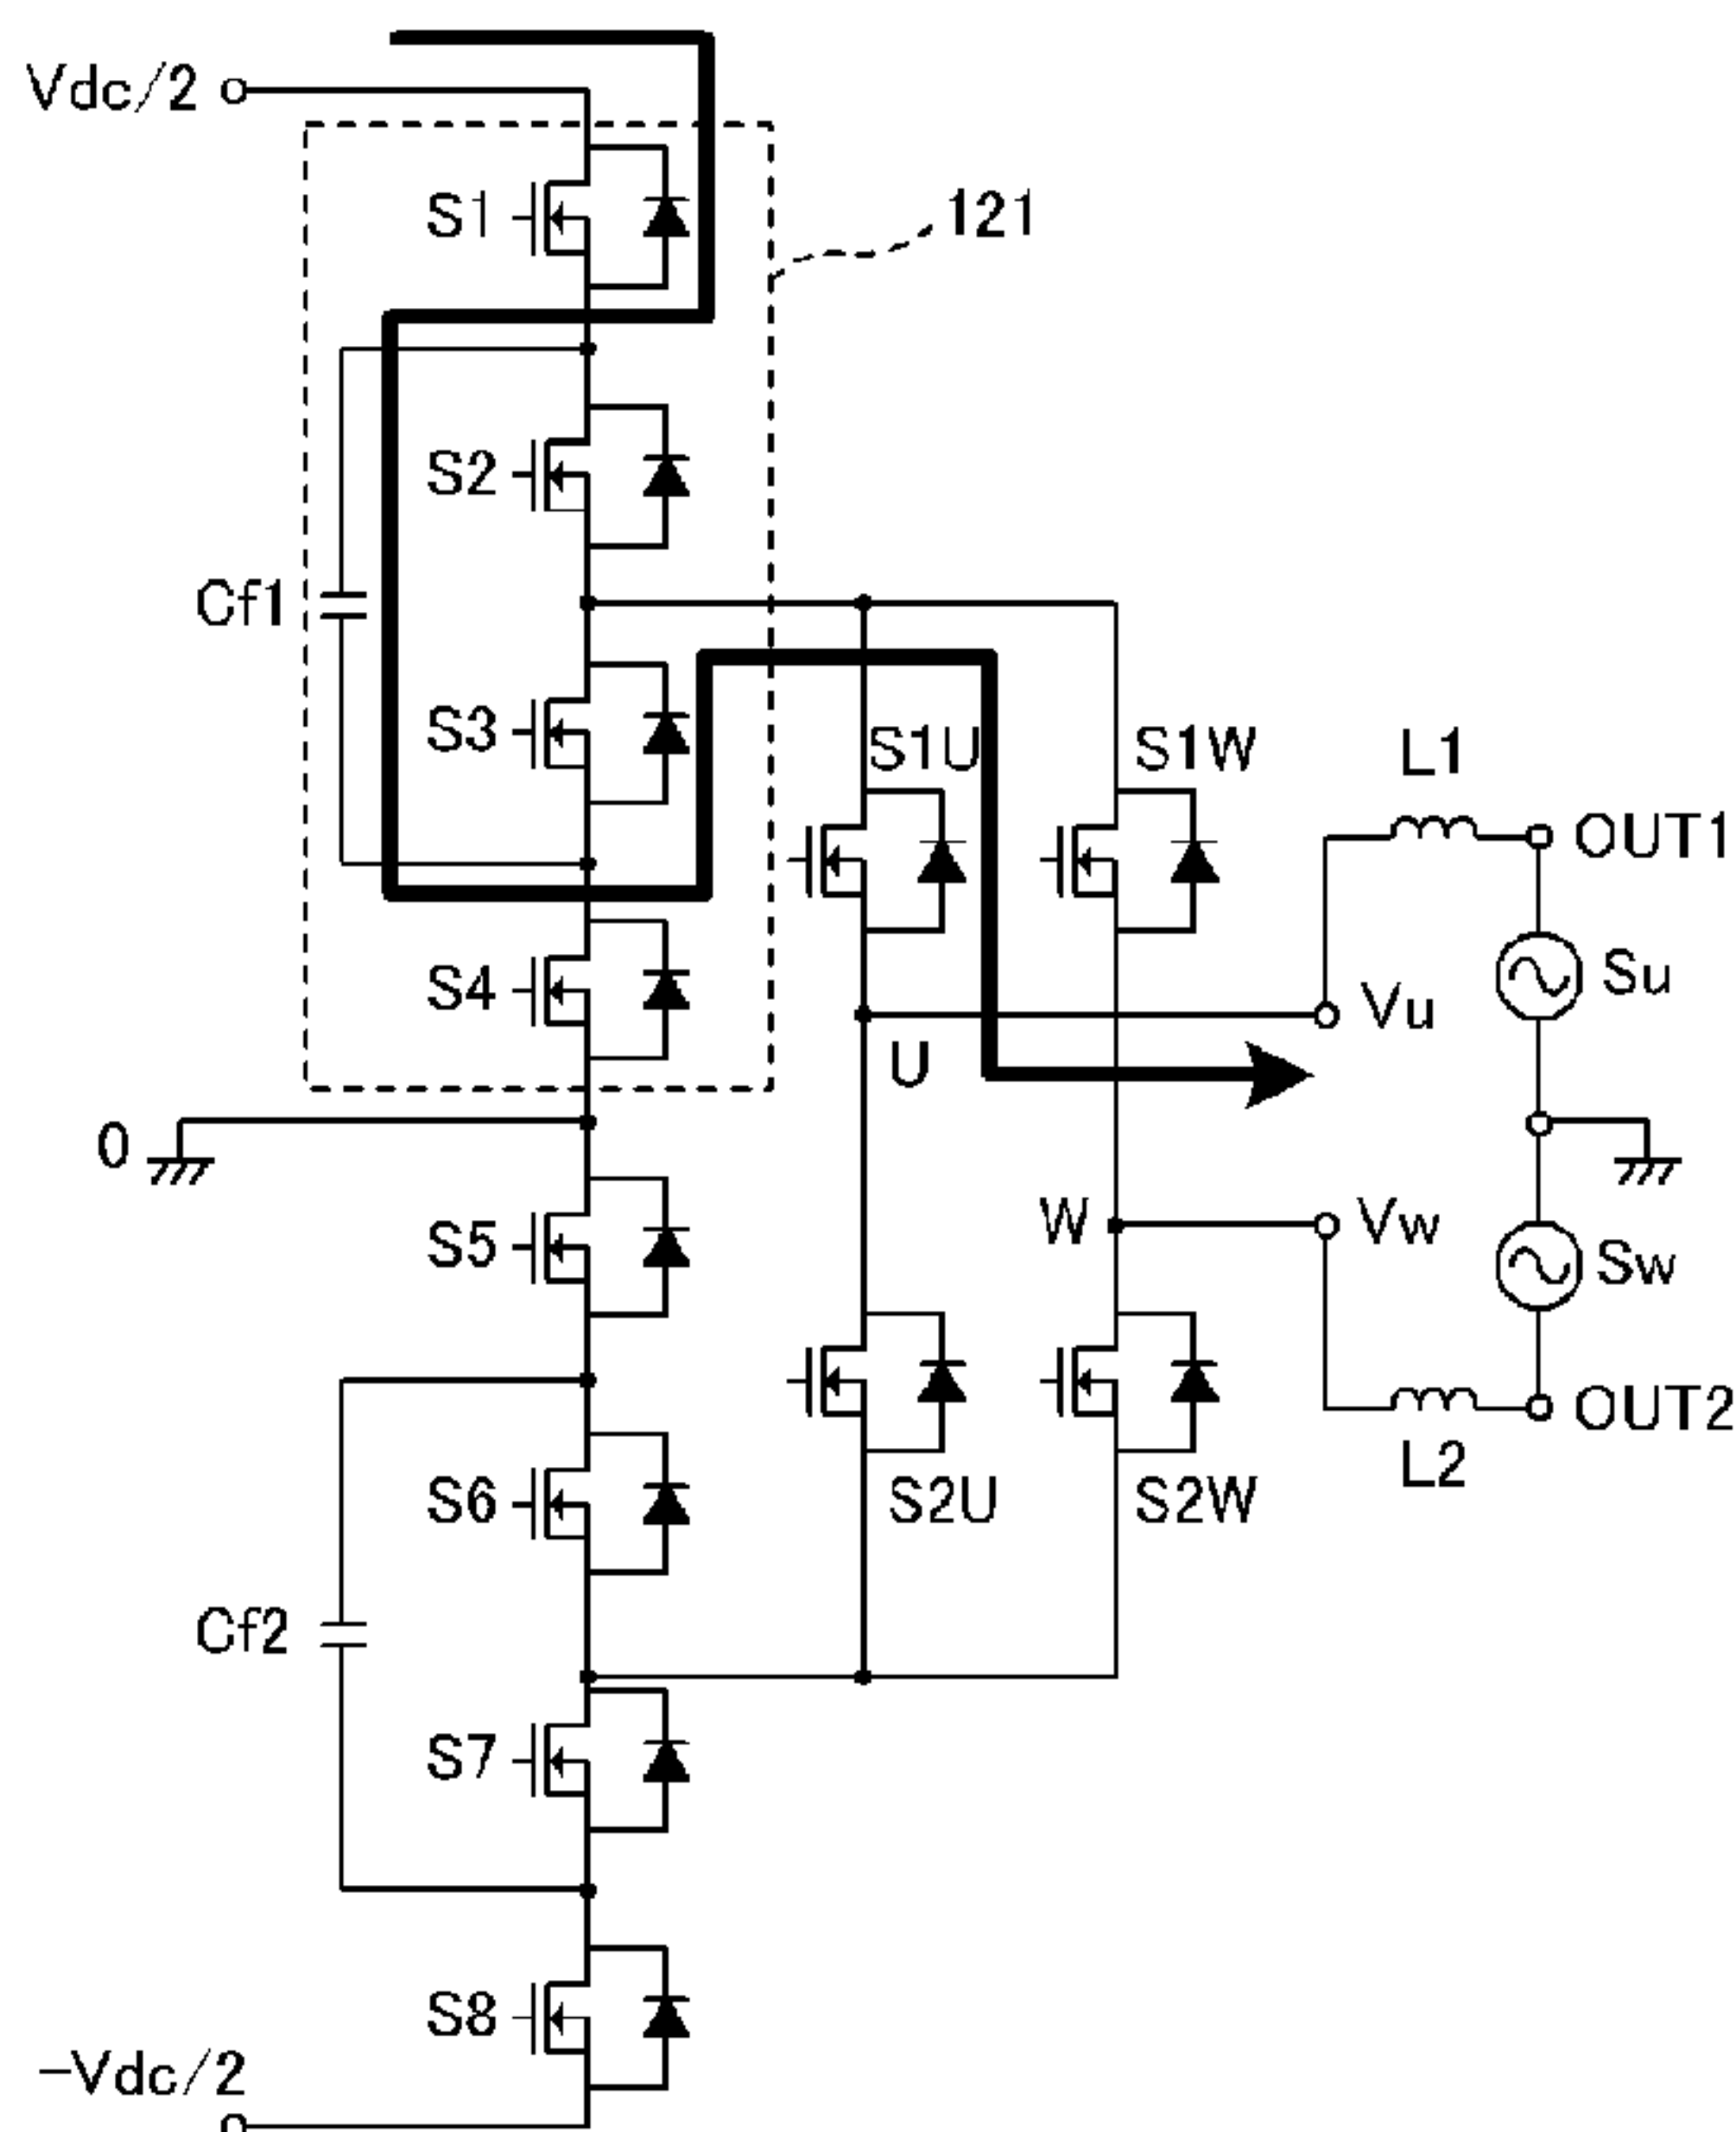 Vdc/2
S1
121
S2
Cf1
S3
S1U
S1W
L1
OUT1
S4
Su
Vu
U
0
S5
W
Vw
Sw
OUT2
L2
S6
S2U
S2W
Cf2
S7
S8
-Vdc/2